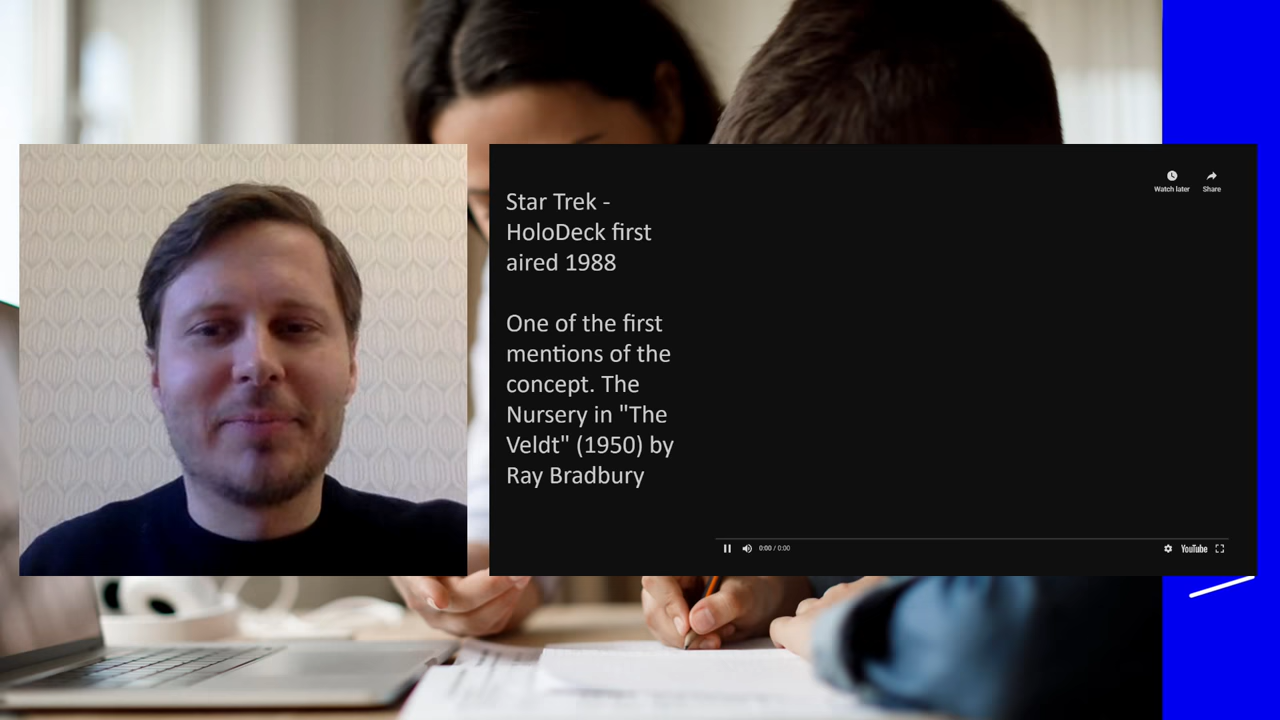 Star Trek -
HoloDeck first
aired 1988
One of the first
mentions of the
concept. The
Nursery in "The
Veldt" (1950) by
Ray Bradbury
Watch later
Share
0:00 / 0:00
YouTube